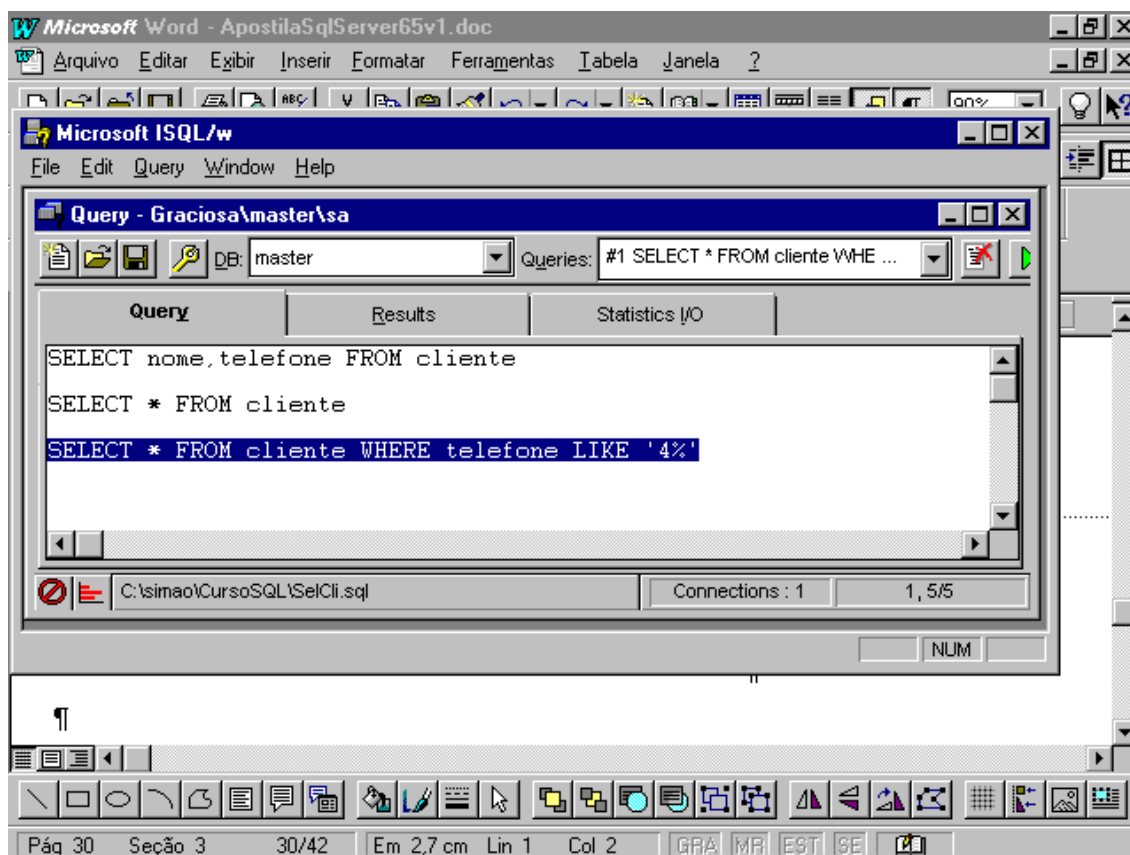 Microsoft Word - ApostilaSqlServer65v1.doc
Arquivo Editar Exibir Inserir Formatar Ferramentas Tabela Janela ?
ABC 90%
Microsoft ISQL/w
File Edit Query Window Help
Query - Graciosa\master\sa
DB: master Queries: #1 SELECT * FROM cliente WHE ...
Query Results Statistics I/O
SELECT nome,telefone FROM cliente
SELECT * FROM cliente
SELECT * FROM cliente WHERE telefone LIKE '4%'
C:\simao\CursoSQL\SelCli.sql Connections : 1 1, 5/5
NUM
¶
Pág 30 Seção 3 30/42 Em 2,7 cm Lin 1 Col 2 GRA MR EST SE